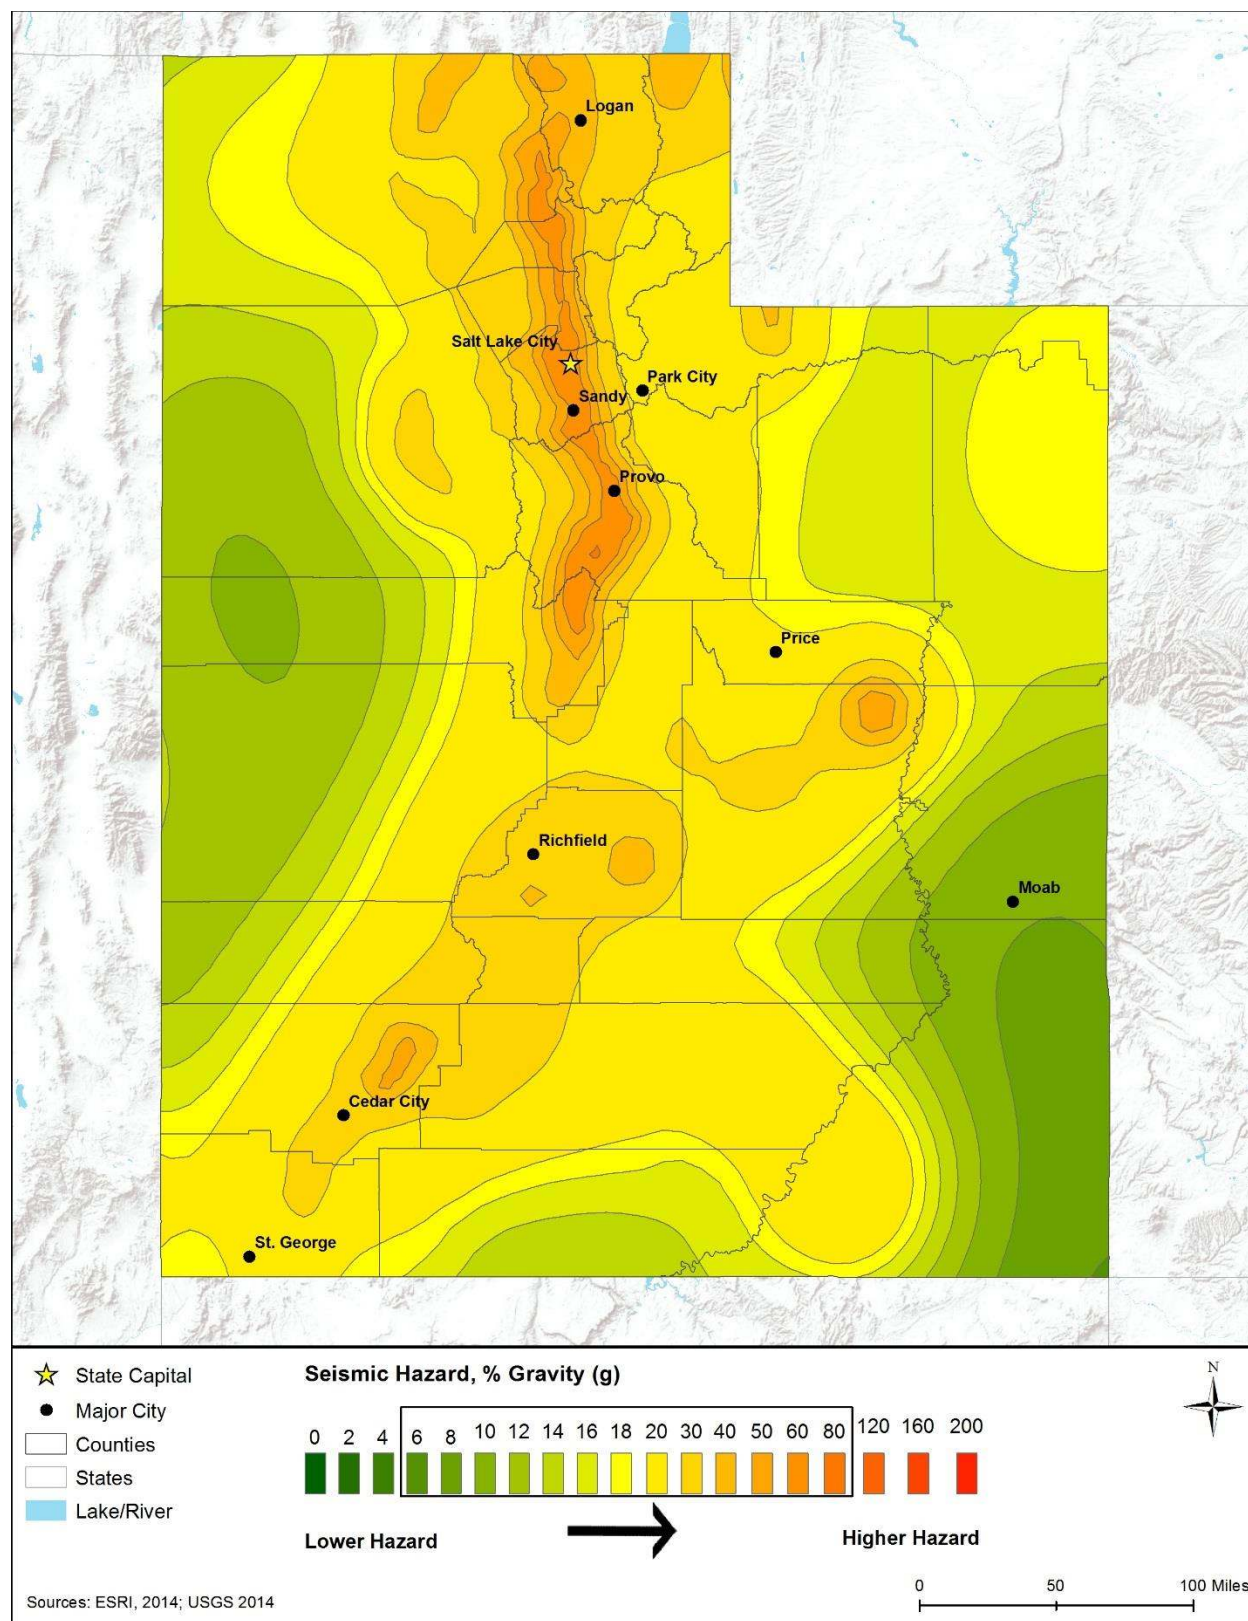 Logan
Salt Lake City
Park City
Sandy
Provo
Price
Richfield
Moab
Cedar City
St. George
State Capital
Major City
Counties
States
Lake/River
Seismic Hazard, % Gravity (g)
0 2 4 6 8 10 12 14 16 18 20 30 40 50 60 80 120 160 200
Lower Hazard
Higher Hazard
N
0 50 100 Miles
Sources: ESRI, 2014; USGS 2014